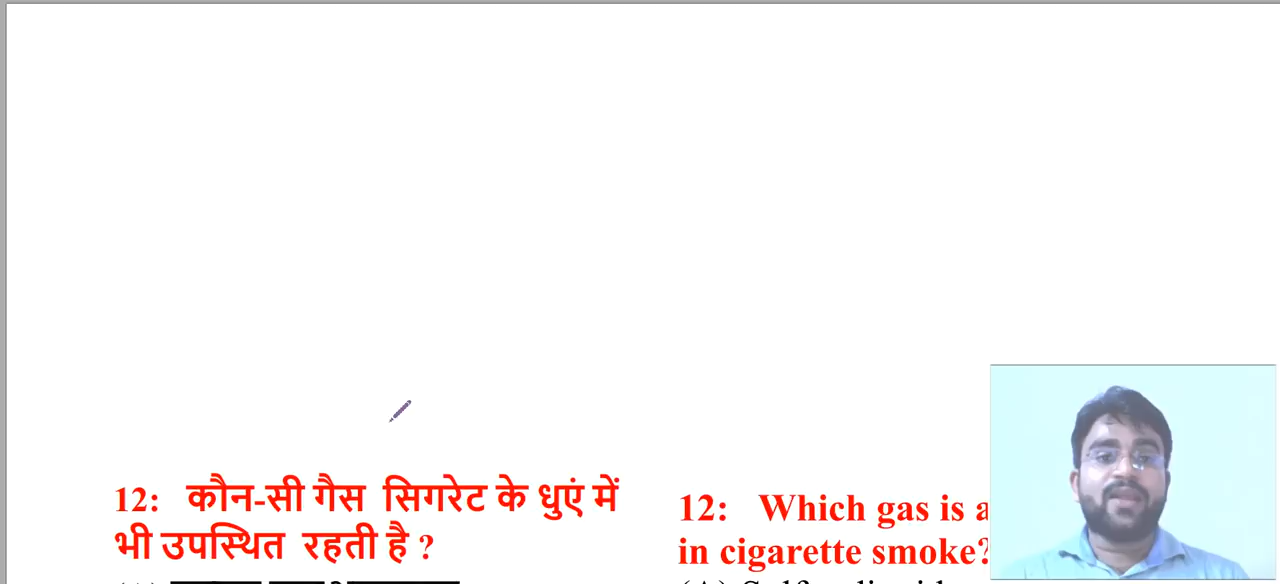 12: कौन-सी गैस सिगरेट के धुएं में
भी उपस्थित रहती है ?
12: Which gas is a
in cigarette smoke?